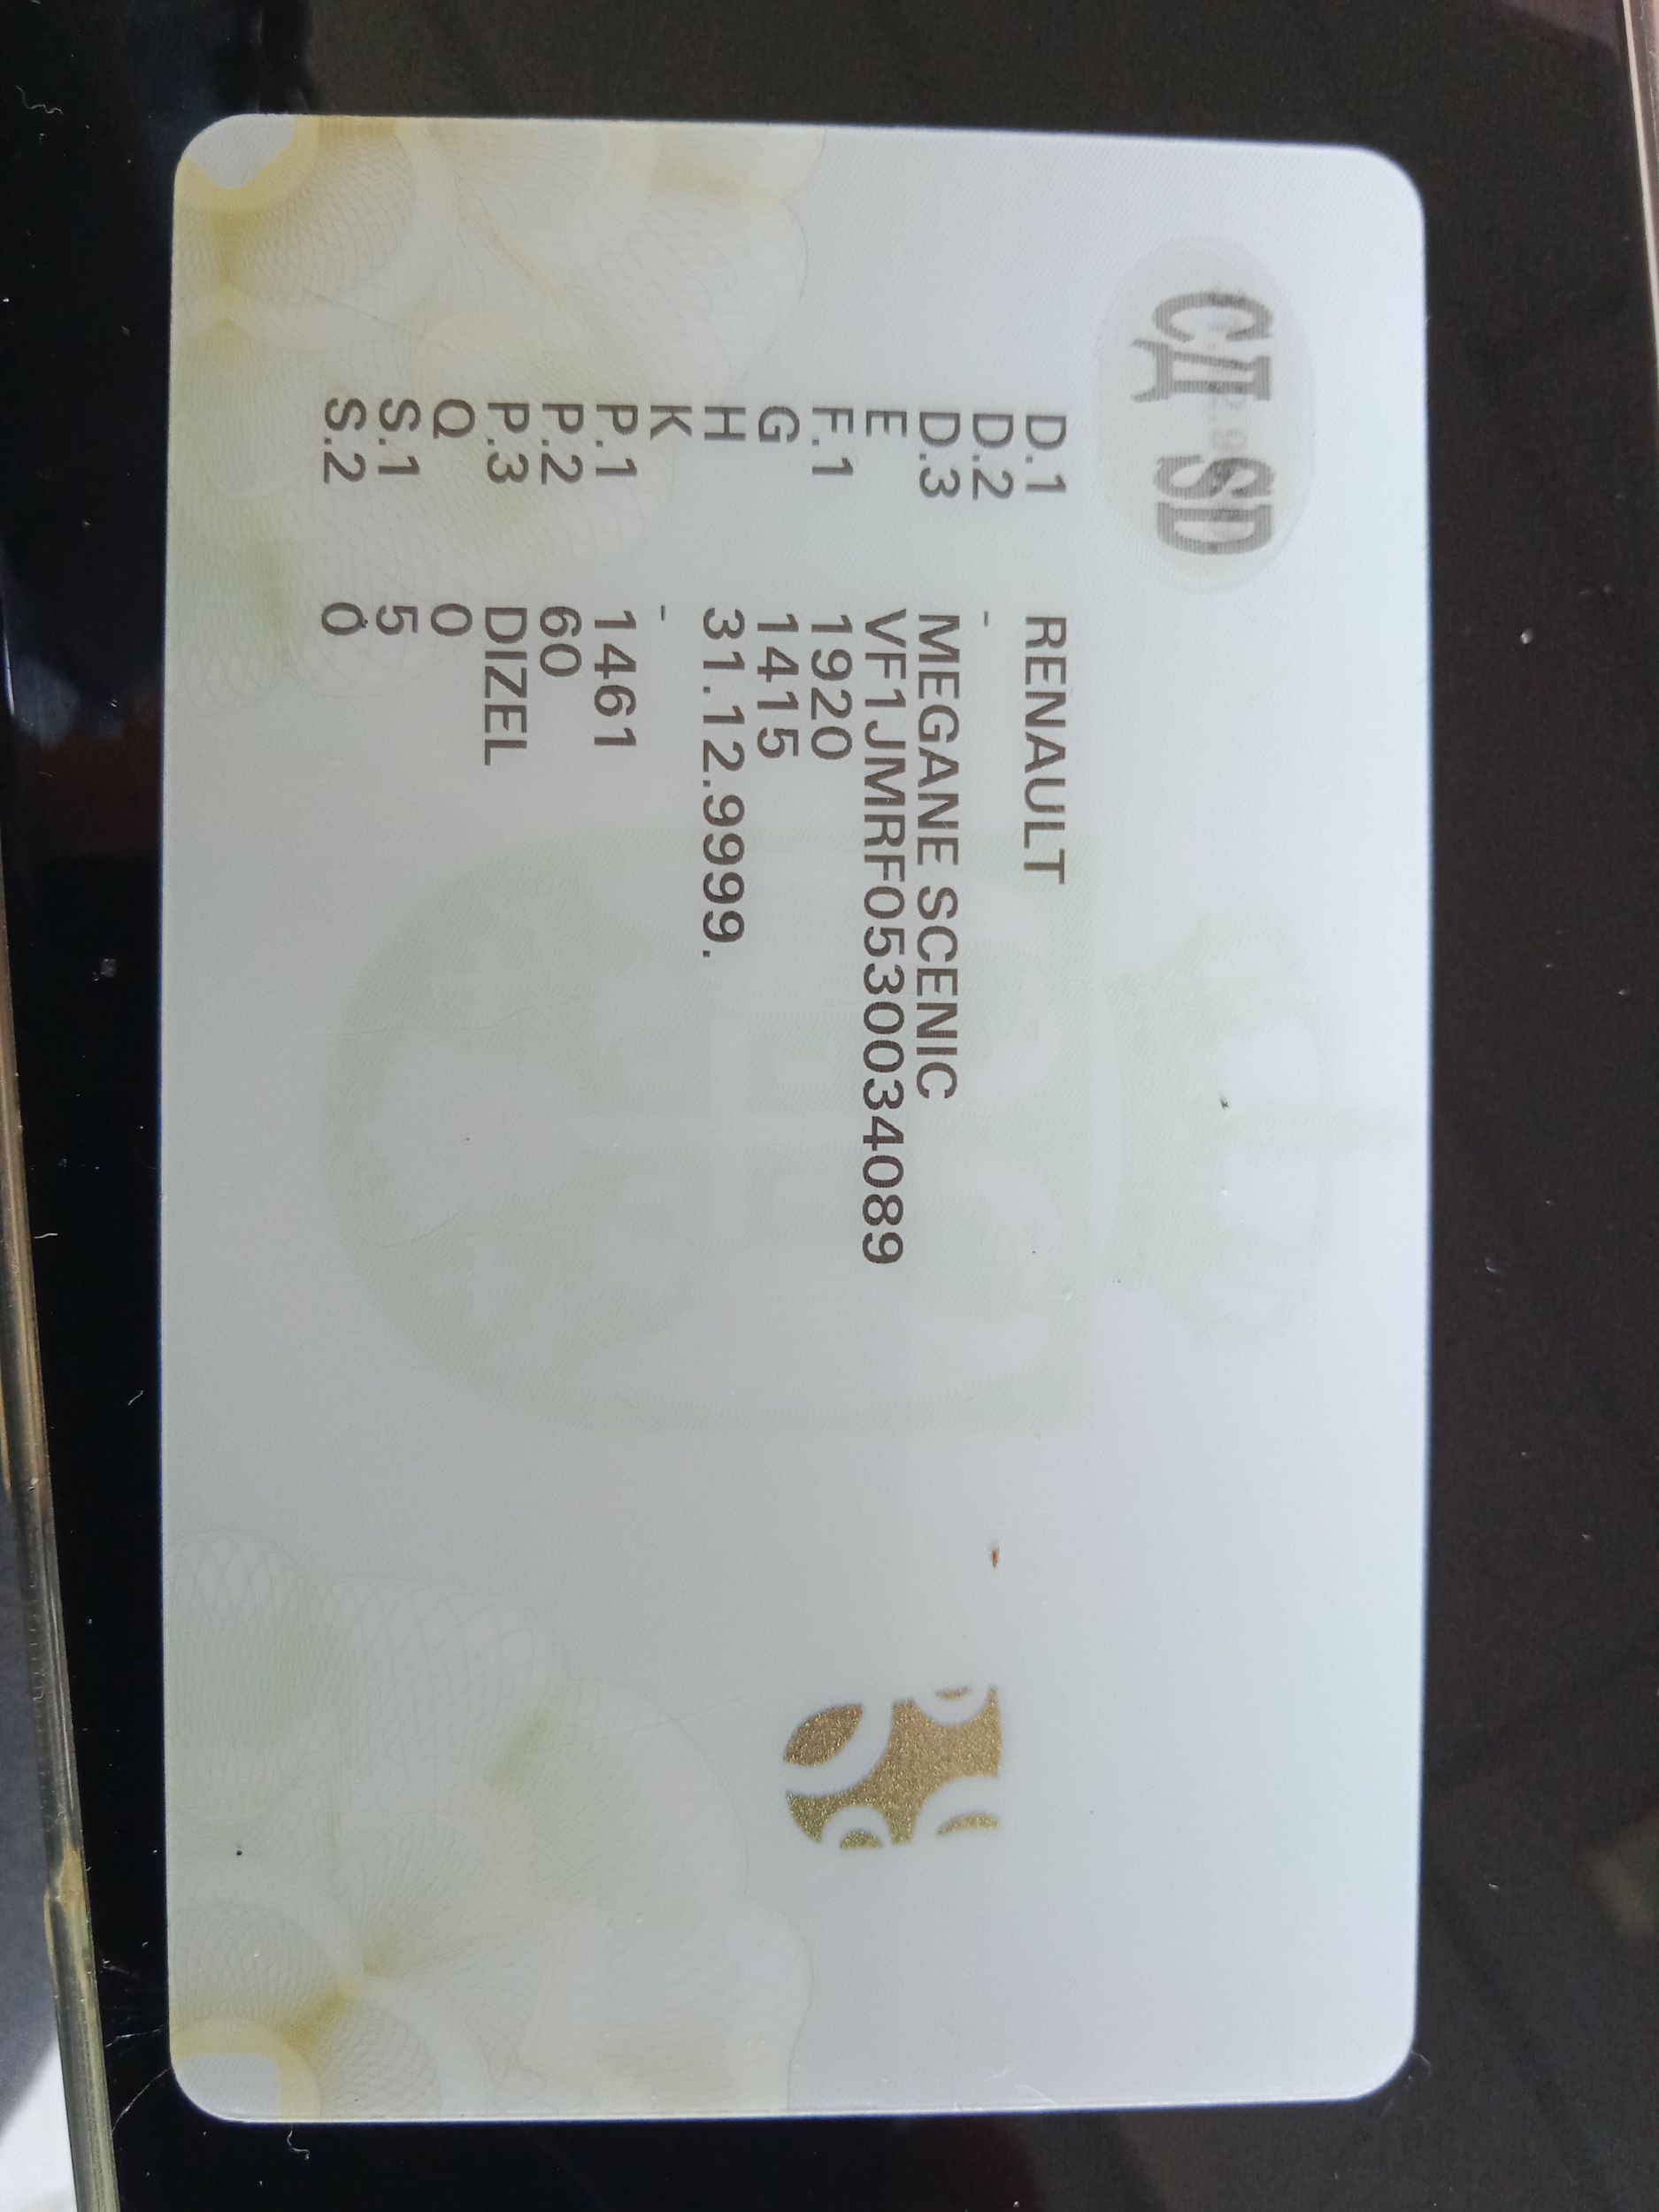 СД SD
D.1 RENAULT
D.2 -
D.3 MEGANE SCENIC
E VF1JMRF0530034089
F.1 1920
G 1415
H 31.12.9999.
K -
P.1 1461
P.2 60
P.3 DIZEL
Q 0
S.1 5
S.2 0